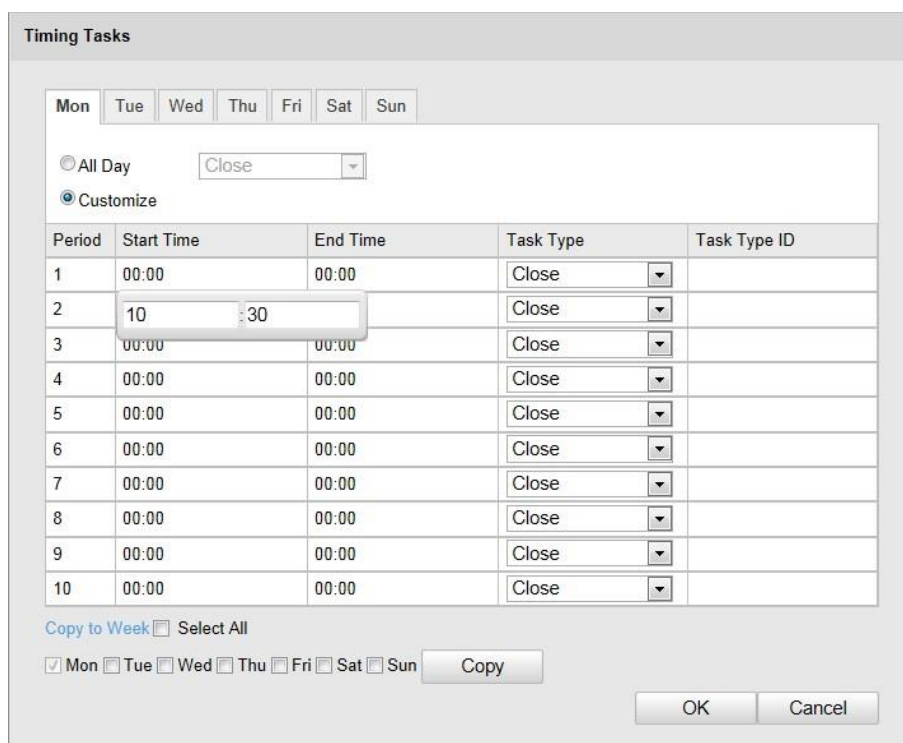 Timing Tasks
Mon Tue Wed Thu Fri Sat Sun
All Day Close
Customize
Period Start Time End Time Task Type Task Type ID
1 00:00 00:00 Close
2 10 :30 Close
3 00:00 00:00 Close
4 00:00 00:00 Close
5 00:00 00:00 Close
6 00:00 00:00 Close
7 00:00 00:00 Close
8 00:00 00:00 Close
9 00:00 00:00 Close
10 00:00 00:00 Close
Copy to Week Select All
Mon Tue Wed Thu Fri Sat Sun Copy
OK Cancel